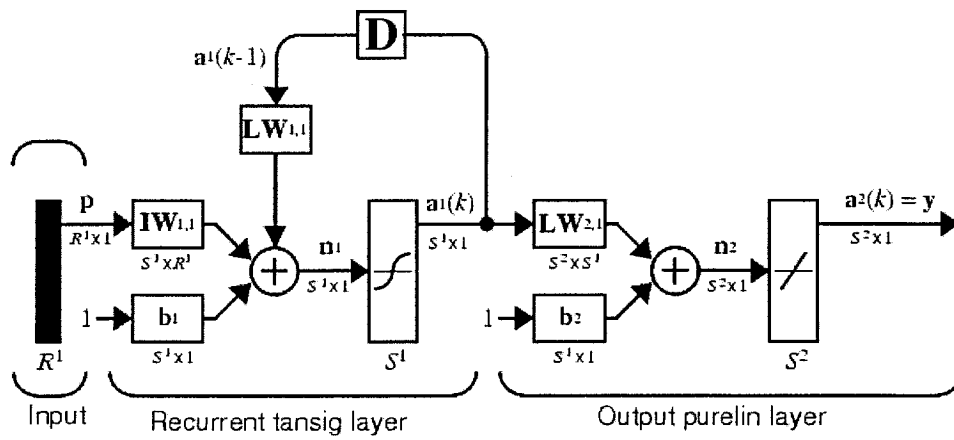 D
a¹(k-1)
LW1,1
p
R¹x1
IW1,1
S¹xR¹
n1
S¹x1
a¹(k)
S¹x1
LW2,1
S²xS¹
n2
S²x1
a²(k) = y
S²x1
1
b1
S¹x1
1
b2
S¹x1
R¹
S¹
S²
Input
Recurrent tansig layer
Output purelin layer